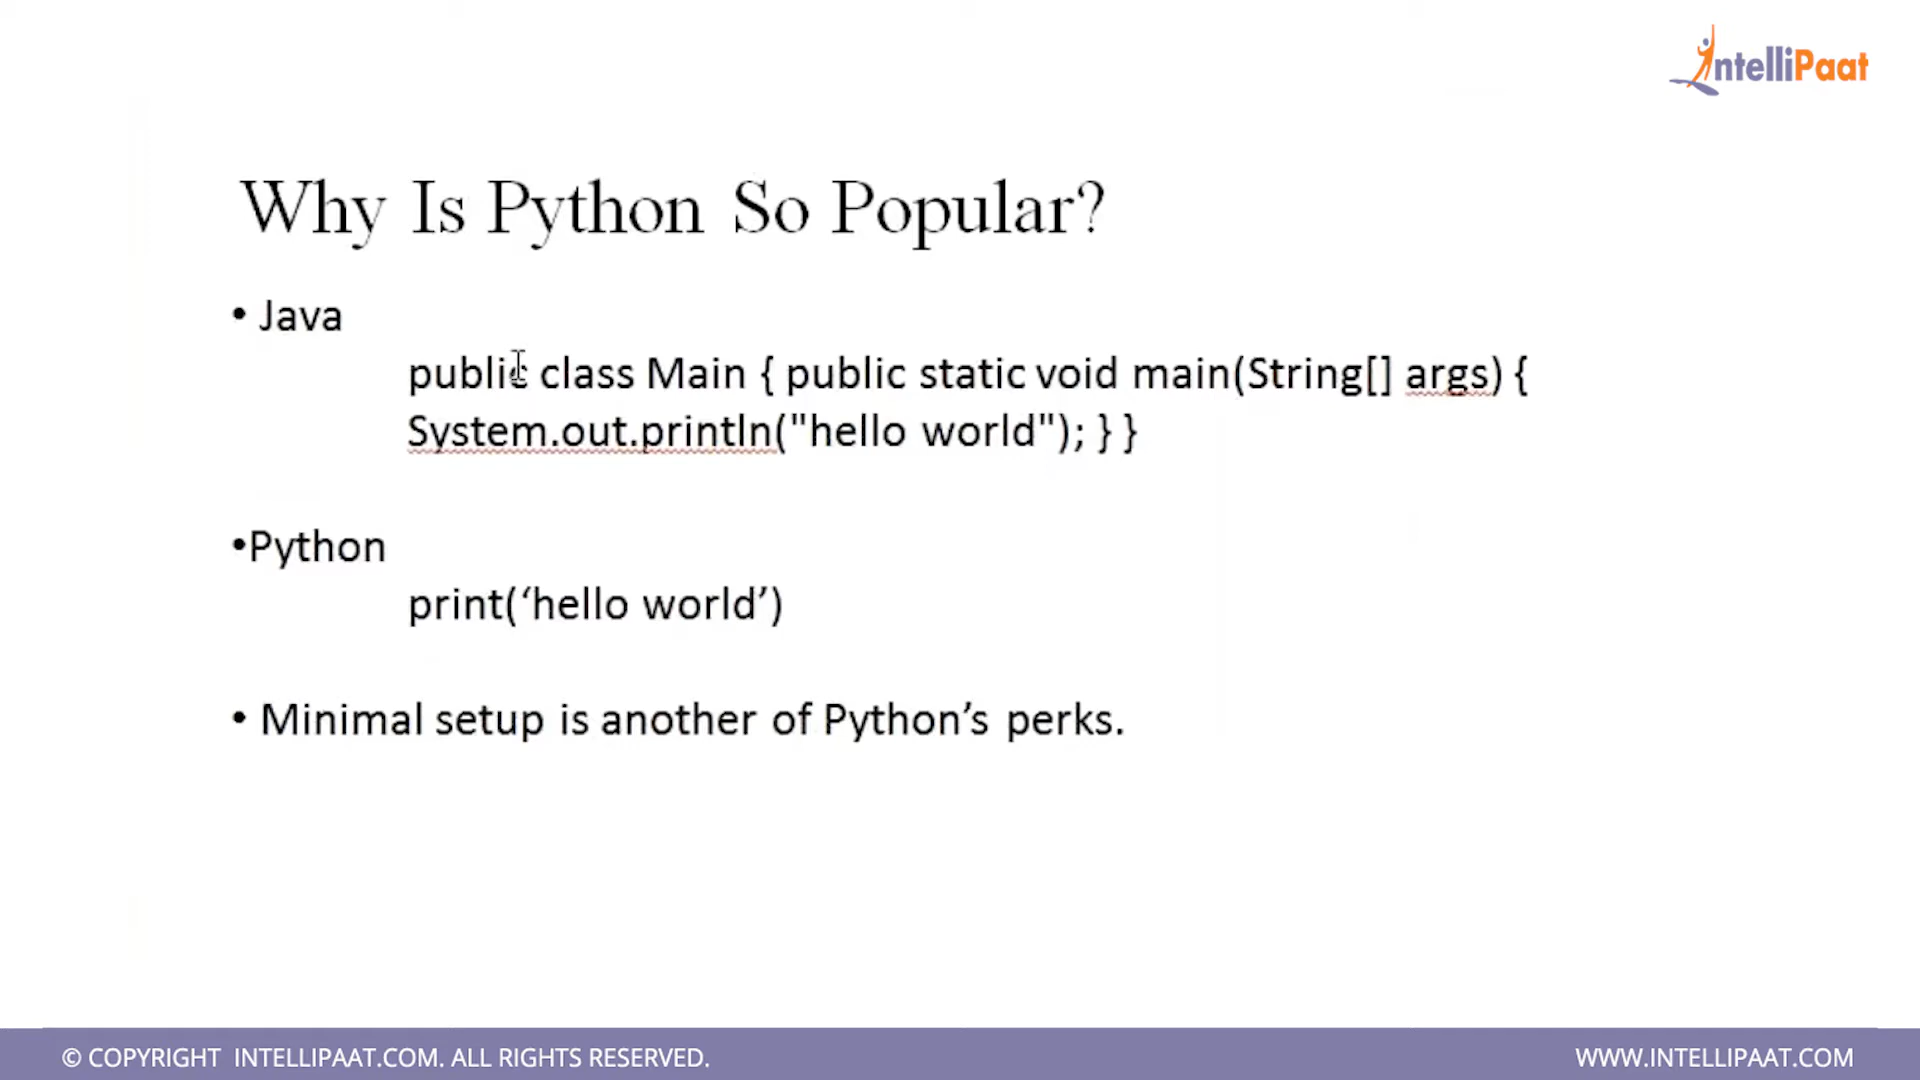 IntelliPaat
Why Is Python So Popular?
• Java
public class Main { public static void main(String[] args) {
System.out.println("hello world"); } }
•Python
print(‘hello world’)
• Minimal setup is another of Python’s perks.
© COPYRIGHT INTELLIPAAT.COM. ALL RIGHTS RESERVED.
WWW.INTELLIPAAT.COM